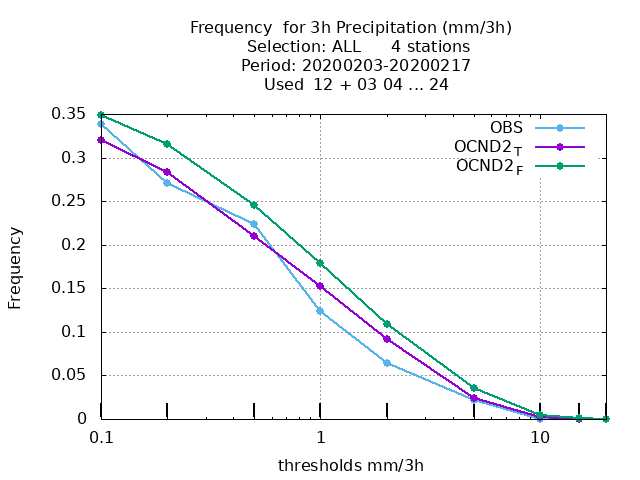 Frequency  for 3h Precipitation (mm/3h)
Selection: ALL      4 stations
Period: 20200203-20200217
Used  12 + 03 04 ... 24
OBS
OCND2T
OCND2F
0.35
0.3
0.25
0.2
0.15
0.1
0.05
0
Frequency
0.1
1
10
thresholds mm/3h